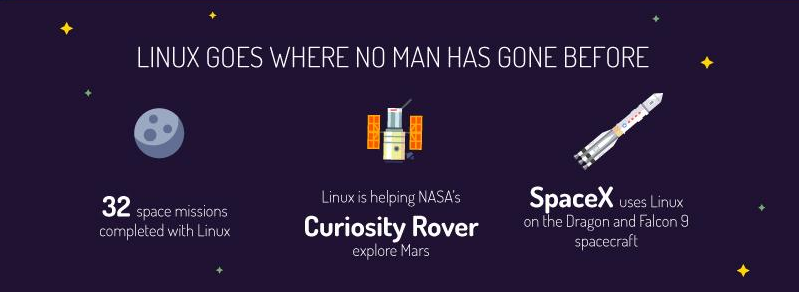 LINUX GOES WHERE NO MAN HAS GONE BEFORE
32 space missions
completed with Linux
Linux is helping NASA's
Curiosity Rover
explore Mars
SpaceX uses Linux
on the Dragon and Falcon 9
spacecraft